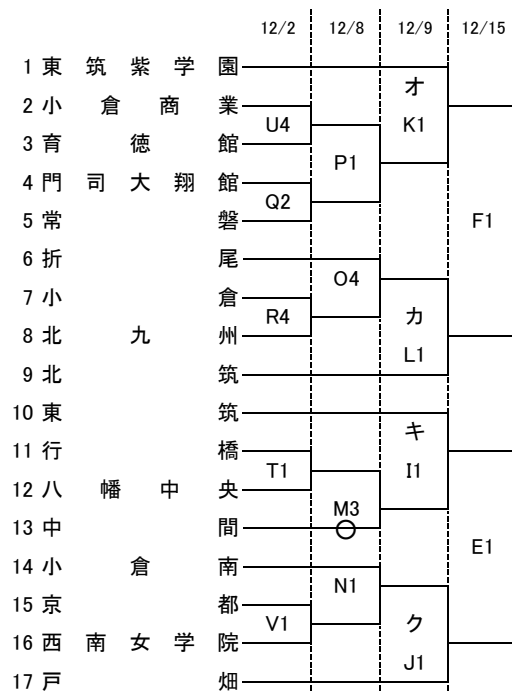 12/2 12/8 12/9 12/15
1 東筑紫学園
オ
2 小倉商業
U4 K1
3 育徳館
P1
4 門司大翔館
Q2
5 常磐
F1
6 折尾
O4
7 小倉
R4 カ
8 北九州
L1
9 北筑
10 東筑
キ
11 行橋
T1 I1
12 八幡中央
M3
13 中間
E1
14 小倉南
N1
15 京都
V1 ク
16 西南女学院
J1
17 戸畑